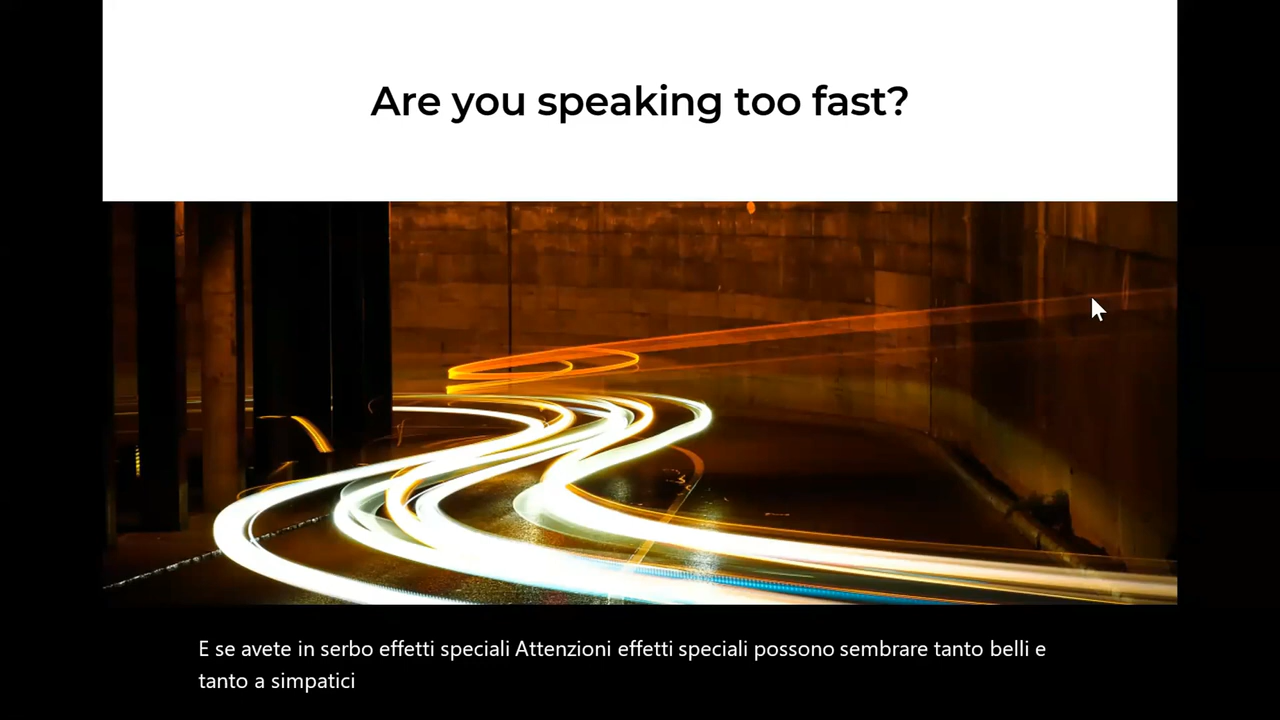 Are you speaking too fast?
E se avete in serbo effetti speciali Attenzioni effetti speciali possono sembrare tanto belli e
tanto a simpatici